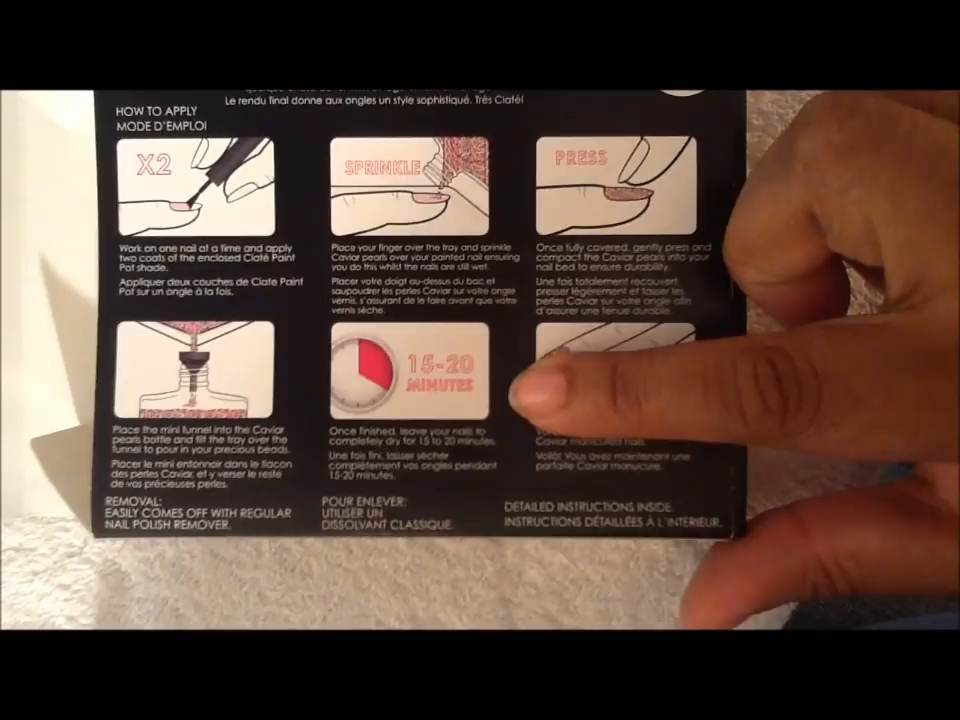 Le rendu final donne aux ongles un style sophistiqué. Très Ciaté!
HOW TO APPLY
MODE D'EMPLOI
X2
Work on one nail at a time and apply
two coats of the enclosed Ciaté Paint
Pot shade.
Appliquer deux couches de Ciate Paint
Pot sur un ongle à la fois.
SPRINKLE
Place your finger over the tray and sprinkle
Caviar pearls over your painted nail ensuring
you do this whilst the nails are still wet.
Placer votre doigt au-dessus du bac et
saupoudrer les perles Caviar sur votre ongle
vernis, s'assurant de le faire avant que votre
vernis sèche.
PRESS
Once fully covered, gently press and
compact the Caviar pearls into your
nail bed to ensure durability.
Une fois totalement recouvert,
presser légèrement et tasser les
perles Caviar sur votre ongle afin
d'assurer une tenue durable.
Place the mini funnel into the Caviar
pearls bottle and tilt the tray over the
funnel to pour in your precious beads.
Placer le mini entonnoir dans le flacon
des perles Caviar, et y verser le reste
de vos précieuses perles.
15-20
MINUTES
Once finished, leave your nails to
completely dry for 15 to 20 minutes.
Une fois fini, laisser sécher
complètement vos ongles pendant
15-20 minutes.
Caviar manicured nails.
Voilà! Vous avez maintenant une
parfaite Caviar manucure.
REMOVAL:
EASILY COMES OFF WITH REGULAR
NAIL POLISH REMOVER.
POUR ENLEVER:
UTILISER UN
DISSOLVANT CLASSIQUE.
DETAILED INSTRUCTIONS INSIDE.
INSTRUCTIONS DÉTAILLÉES À L'INTÉRIEUR.